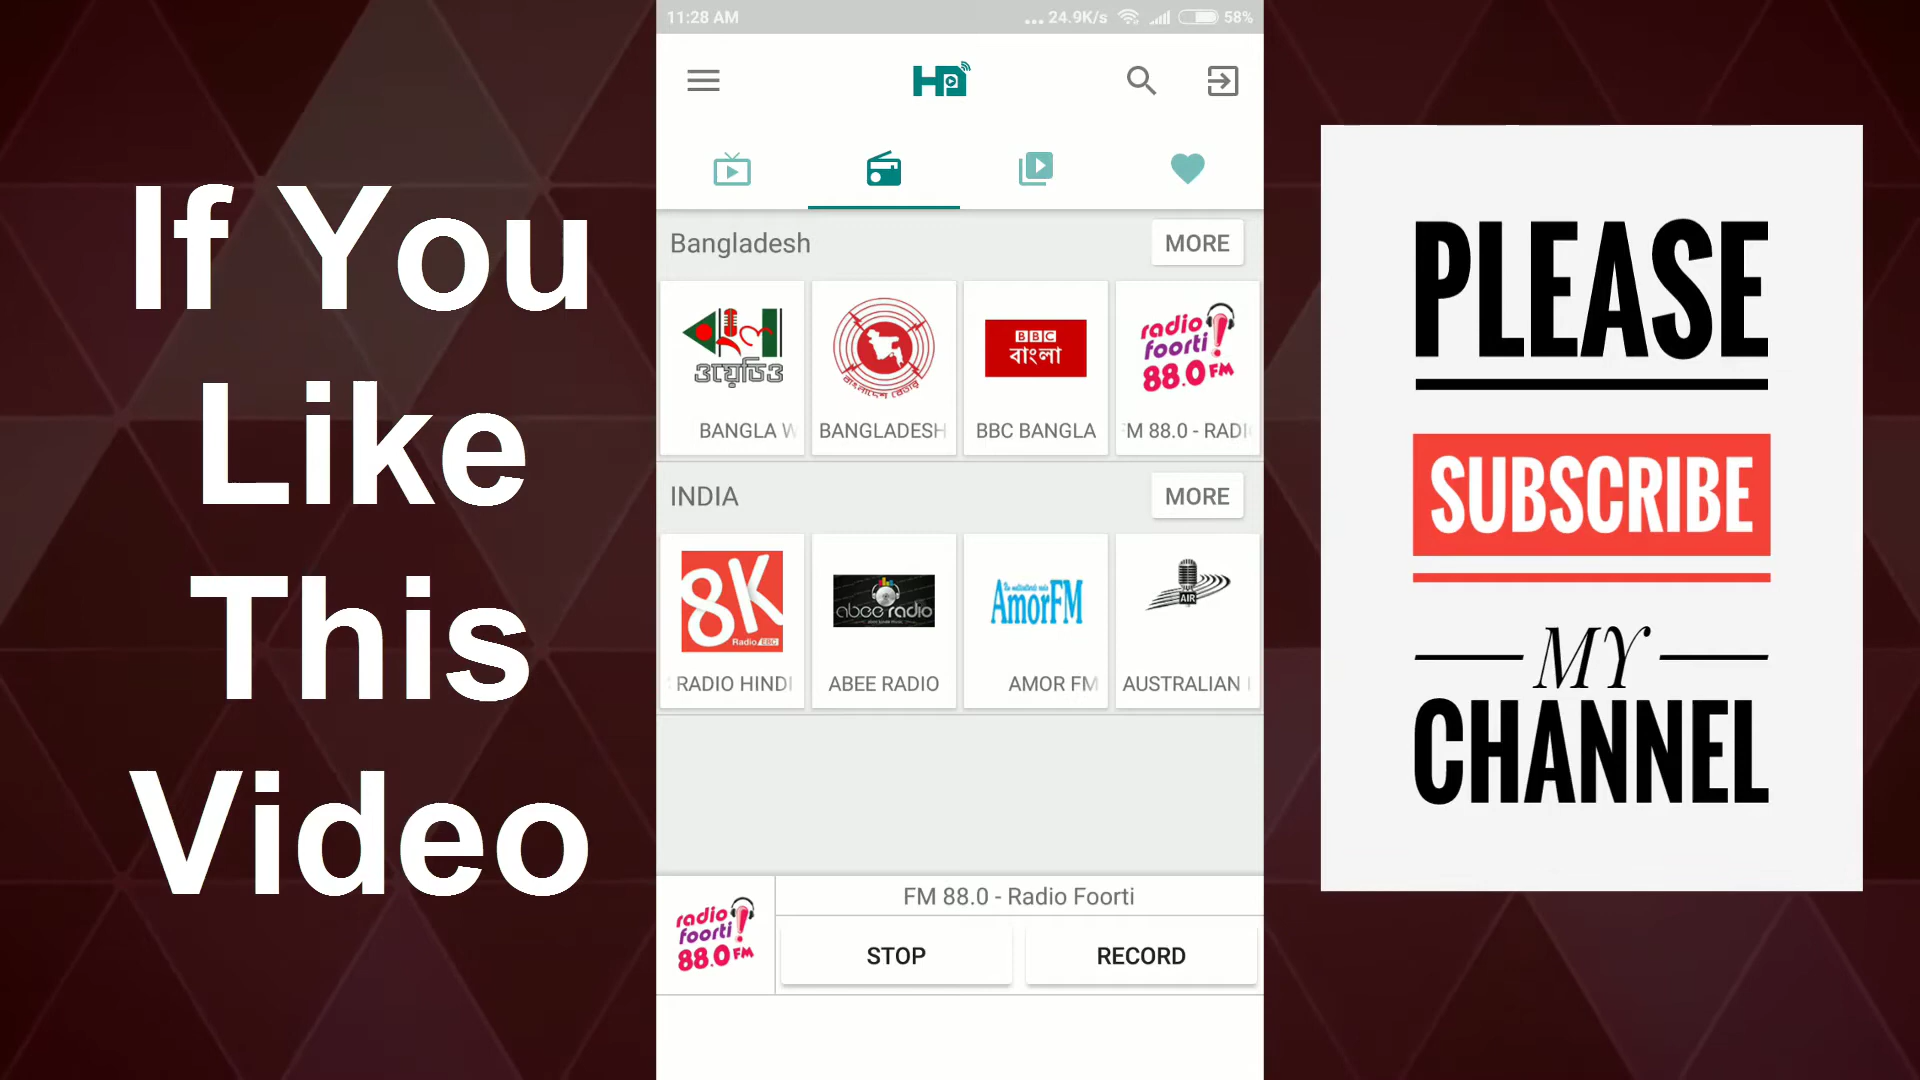 If You
Like
This
Video
11:28 AM
... 24.9K/s
58%
Bangladesh
MORE
বাংলা
ওয়েডিও
BANGLA W
বাংলাদেশ বেতার
BANGLADESH
BBC
বাংলা
BBC BANGLA
radio
foorti!
88.0 FM
FM 88.0 - RADI
INDIA
MORE
8K
Radio EBC
RADIO HINDI
abee radio
ABEE RADIO
AmorFM
AMOR FM
AIR
AUSTRALIAN
radio
foorti!
88.0 FM
FM 88.0 - Radio Foorti
STOP
RECORD
PLEASE
SUBSCRIBE
MY
CHANNEL